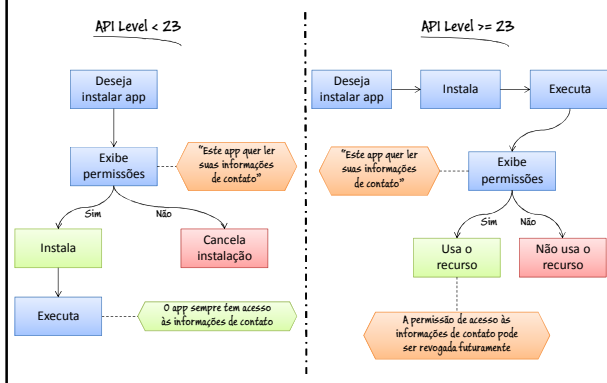 API Level < 23
Deseja
instalar app
Exibe
permissões
"Este app quer ler
suas informações
de contato"
Sim
Não
Instala
Cancela
instalação
Executa
O app sempre tem acesso
às informações de contato
API Level >= 23
Deseja
instalar app
Instala
Executa
"Este app quer ler
suas informações
de contato"
Exibe
permissões
Sim
Não
Usa o
recurso
Não usa o
recurso
A permissão de acesso às
informações de contato pode
ser revogada futuramente